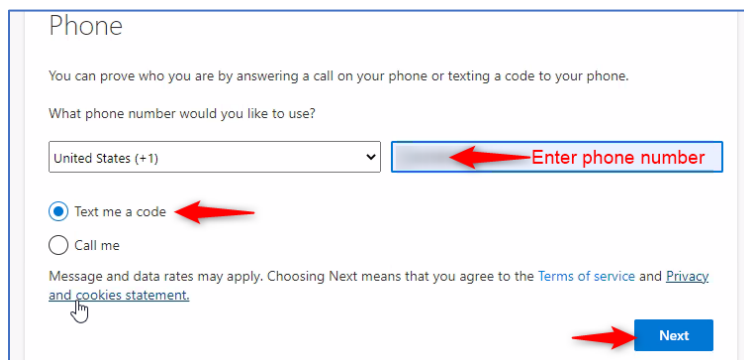 Phone
You can prove who you are by answering a call on your phone or texting a code to your phone.
What phone number would you like to use?
United States (+1) Enter phone number
Text me a code
Call me
Message and data rates may apply. Choosing Next means that you agree to the Terms of service and Privacy
and cookies statement.
Next